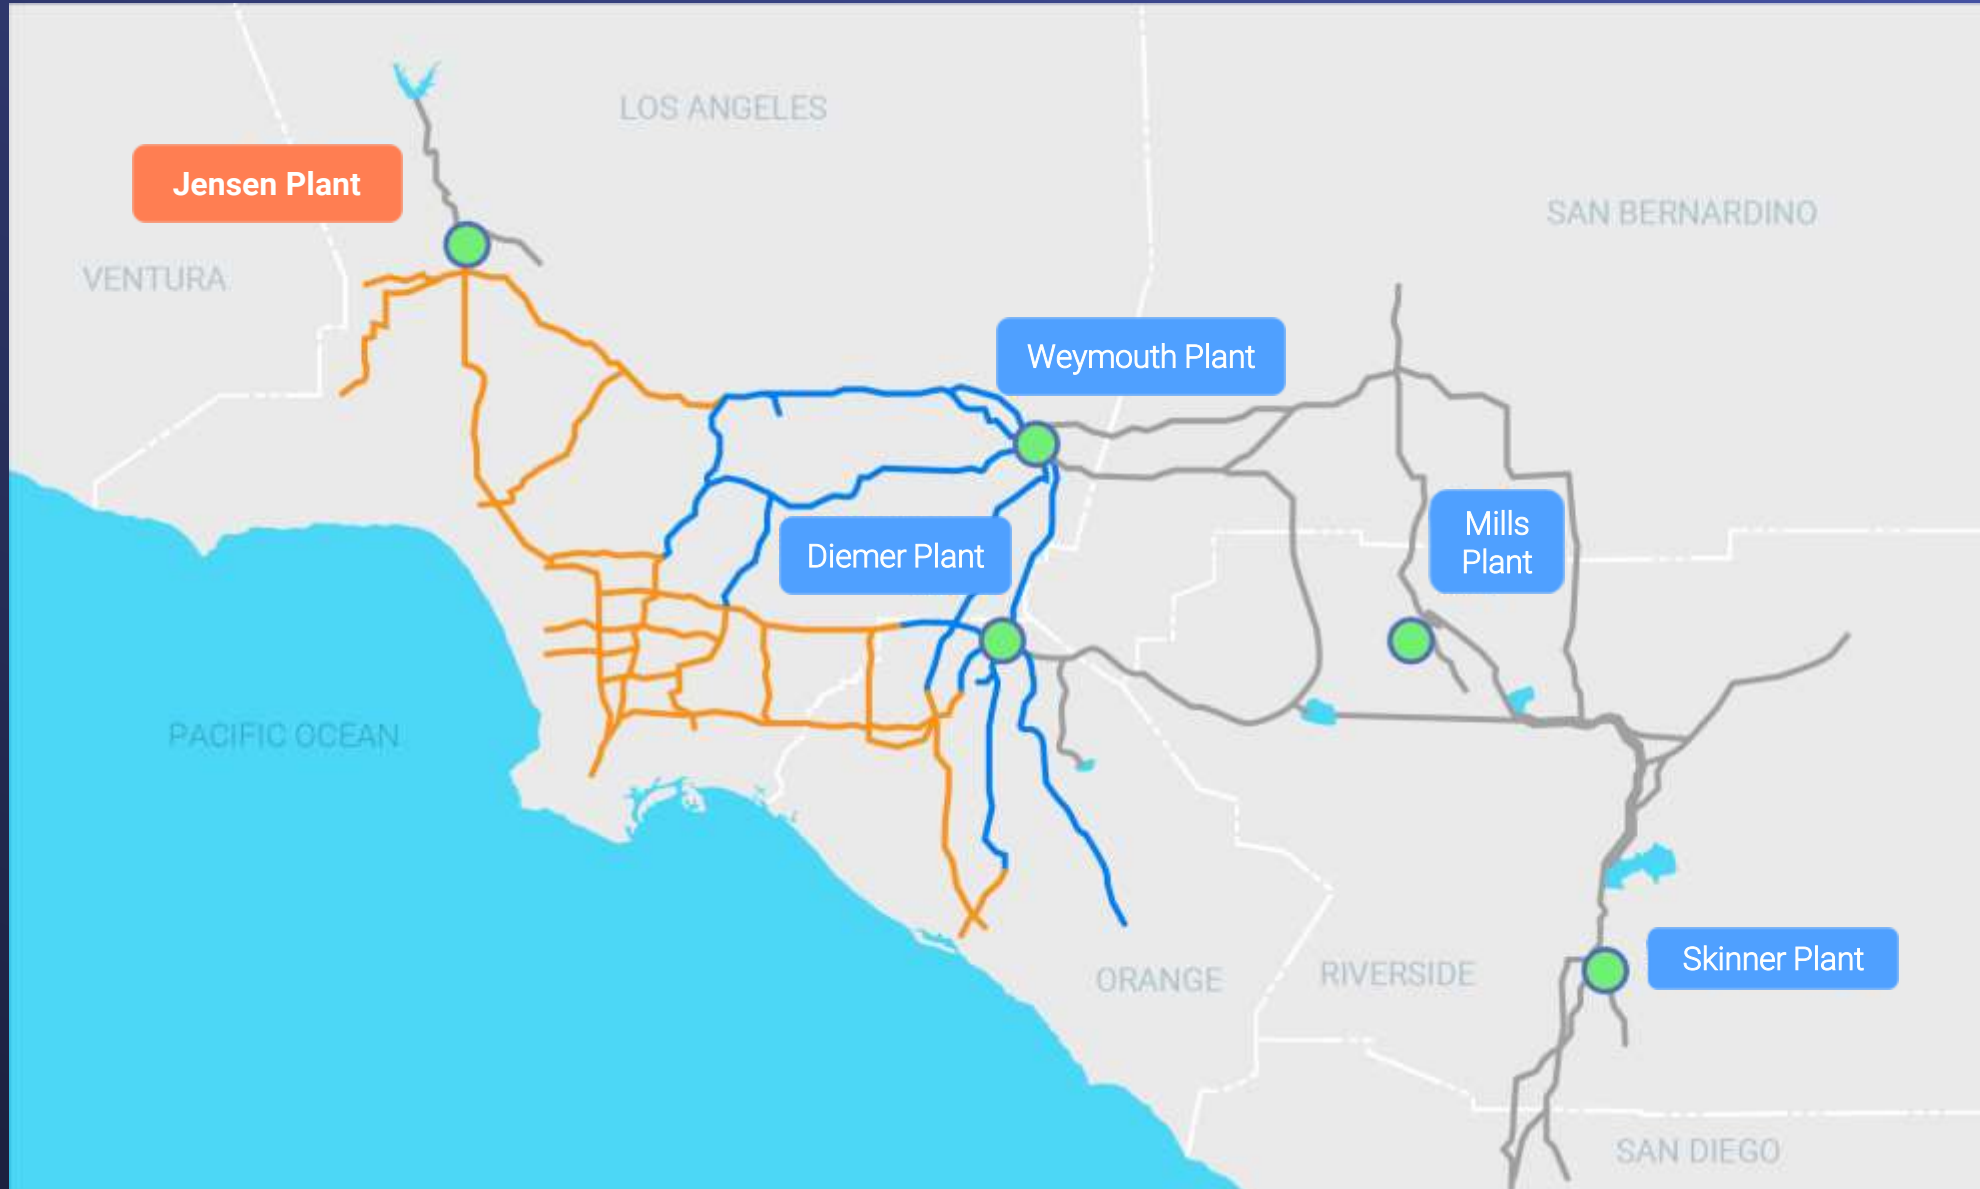 LOS ANGELES
Jensen Plant
SAN BERNARDINO
VENTURA
Weymouth Plant
Mills
Plant
Diemer Plant
PACIFIC OCEAN
Skinner Plant
ORANGE
RIVERSIDE
SAN DIEGO